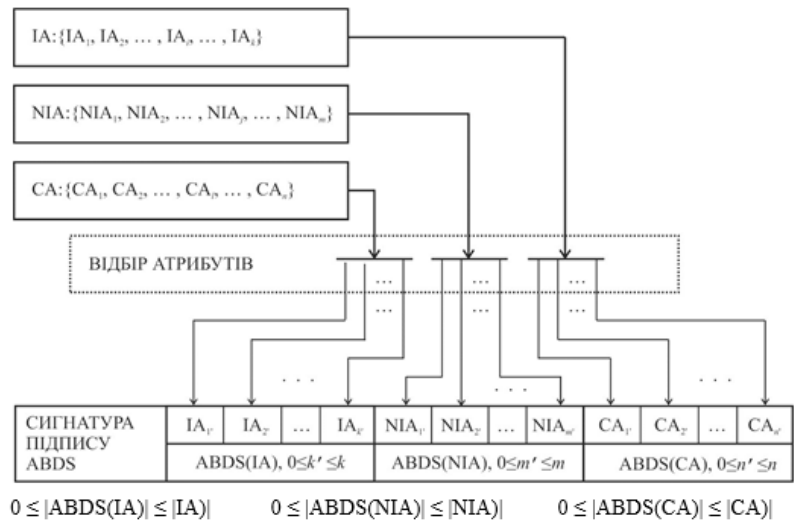 IA:{IA₁, IA₂, … , IAᵢ, … , IAₖ}
NIA:{NIA₁, NIA₂, … , NIAⱼ, … , NIAₘ}
CA:{CA₁, CA₂, … , CAₗ, … , CAₙ}
ВІДБІР АТРИБУТІВ
… … …
… … …
. . . . . . . . .
СИГНАТУРА ПІДПИСУ ABDS
IA₁′ IA₂′ … IAₖ′ NIA₁′ NIA₂′ … NIAₘ′ CA₁′ CA₂′ … CAₙ′
ABDS(IA), 0≤k′ ≤k ABDS(NIA), 0≤m′ ≤m ABDS(CA), 0≤n′ ≤n
0 ≤ |ABDS(IA)| ≤ |IA)| 0 ≤ |ABDS(NIA)| ≤ |NIA)| 0 ≤ |ABDS(CA)| ≤ |CA)|